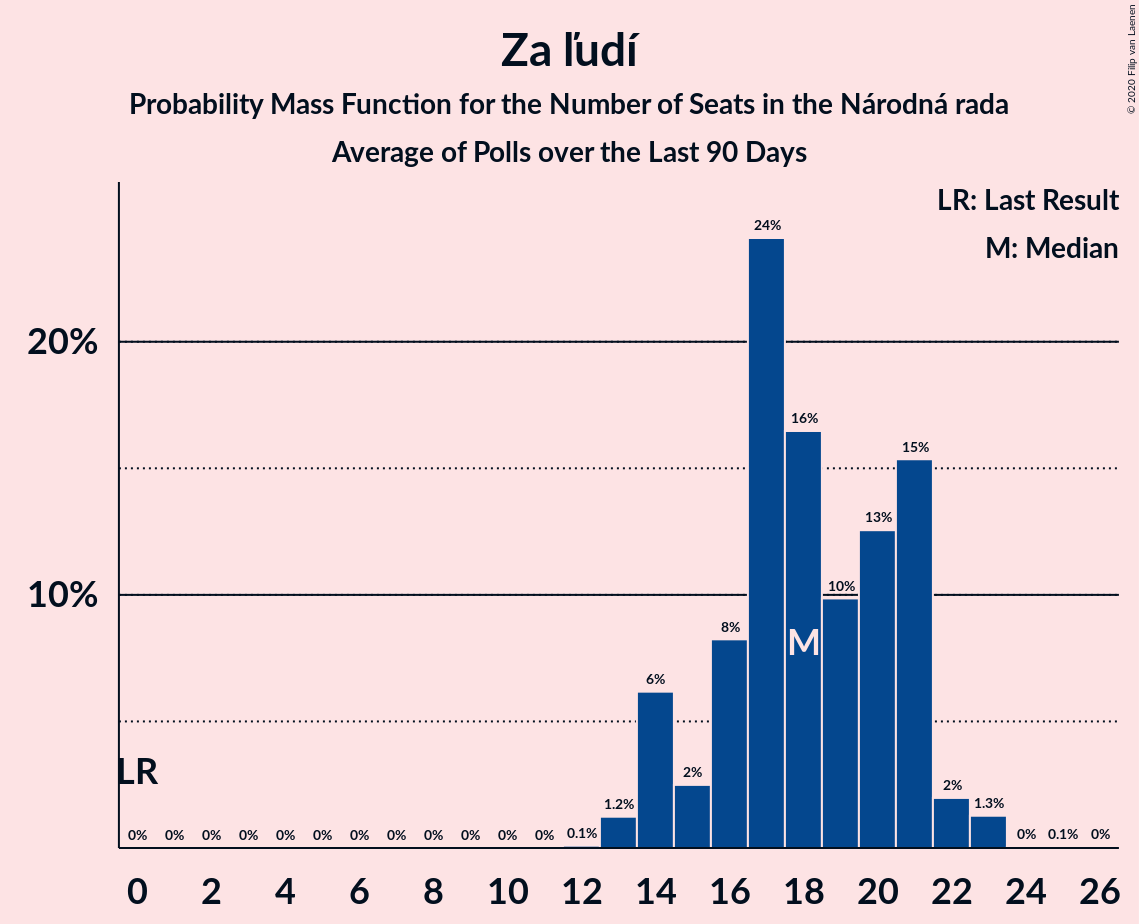 Za ľudí
Probability Mass Function for the Number of Seats in the Národná rada
Average of Polls over the Last 90 Days
© 2020 Filip van Laenen
LR: Last Result
M: Median
20%
10%
0% 0% 0% 0% 0% 0% 0% 0% 0% 0% 0% 0% 0.1% 1.2% 6% 2% 8% 24% 16% 10% 13% 15% 2% 1.3% 0% 0.1% 0%
M
LR
0 2 4 6 8 10 12 14 16 18 20 22 24 26